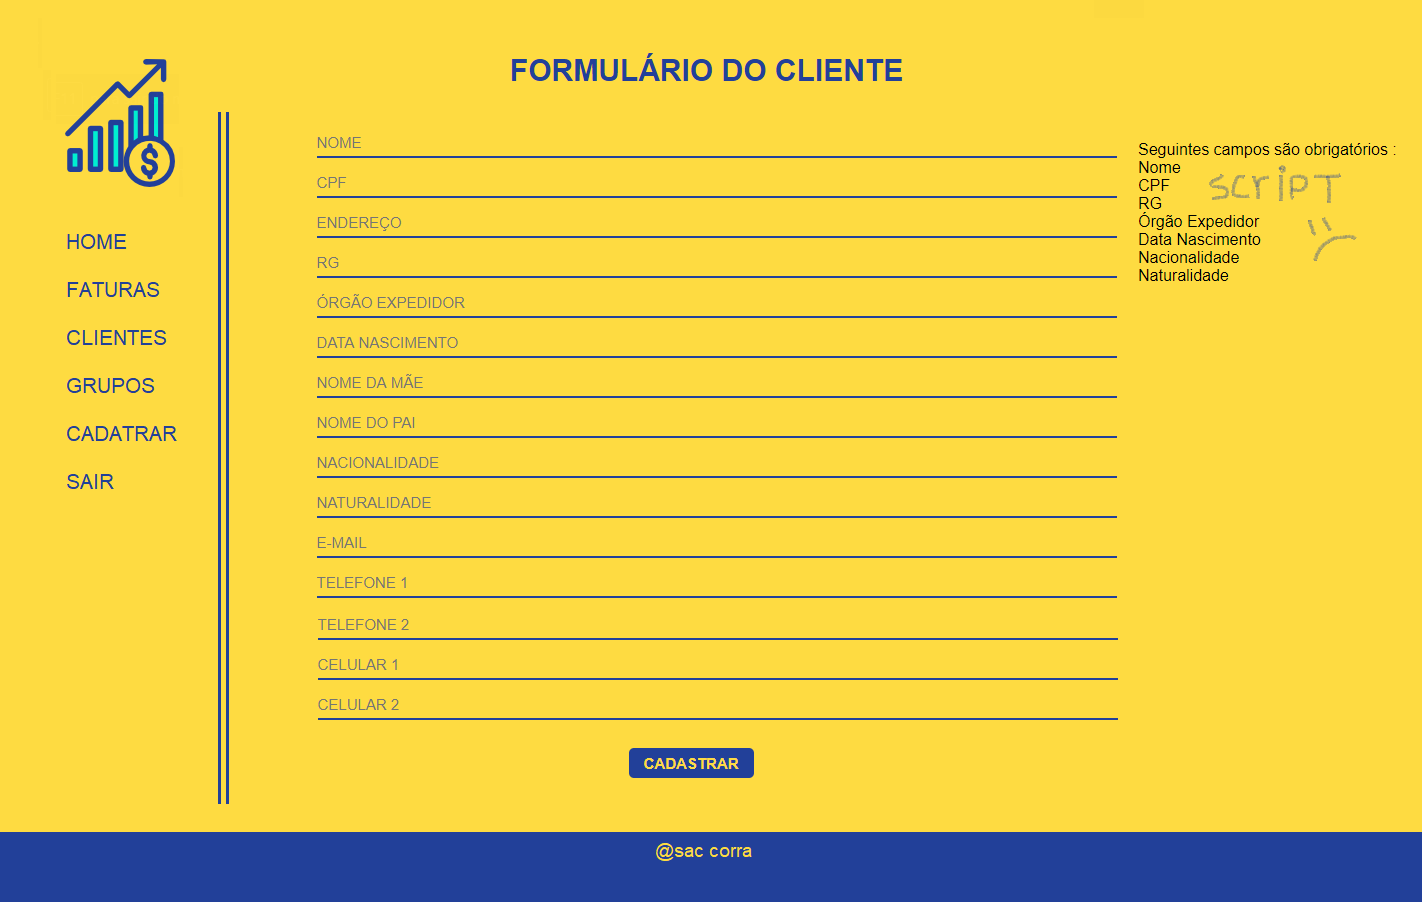 FORMULÁRIO DO CLIENTE
$
HOME
FATURAS
CLIENTES
GRUPOS
CADATRAR
SAIR
NOME
CPF
ENDEREÇO
RG
ÓRGÃO EXPEDIDOR
DATA NASCIMENTO
NOME DA MÃE
NOME DO PAI
NACIONALIDADE
NATURALIDADE
E-MAIL
TELEFONE 1
TELEFONE 2
CELULAR 1
CELULAR 2
CADASTRAR
Seguintes campos são obrigatórios :
Nome
CPF
RG
Órgão Expedidor
Data Nascimento
Nacionalidade
Naturalidade
SCRIPT
@sac corra